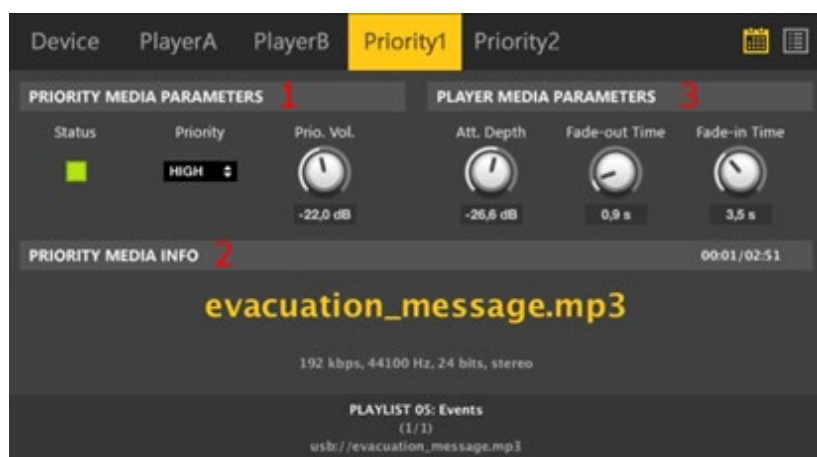 Device PlayerA PlayerB Priority1 Priority2
PRIORITY MEDIA PARAMETERS 1
PLAYER MEDIA PARAMETERS 3
Status Priority Prio. Vol.
Att. Depth Fade-out Time Fade-in Time
HIGH
-22,0 dB
-26,6 dB 0,9 s 3,5 s
PRIORITY MEDIA INFO 2 00:01/02:51
evacuation_message.mp3
192 kbps, 44100 Hz, 24 bits, stereo
PLAYLIST 05: Events
(1/1)
usb://evacuation_message.mp3